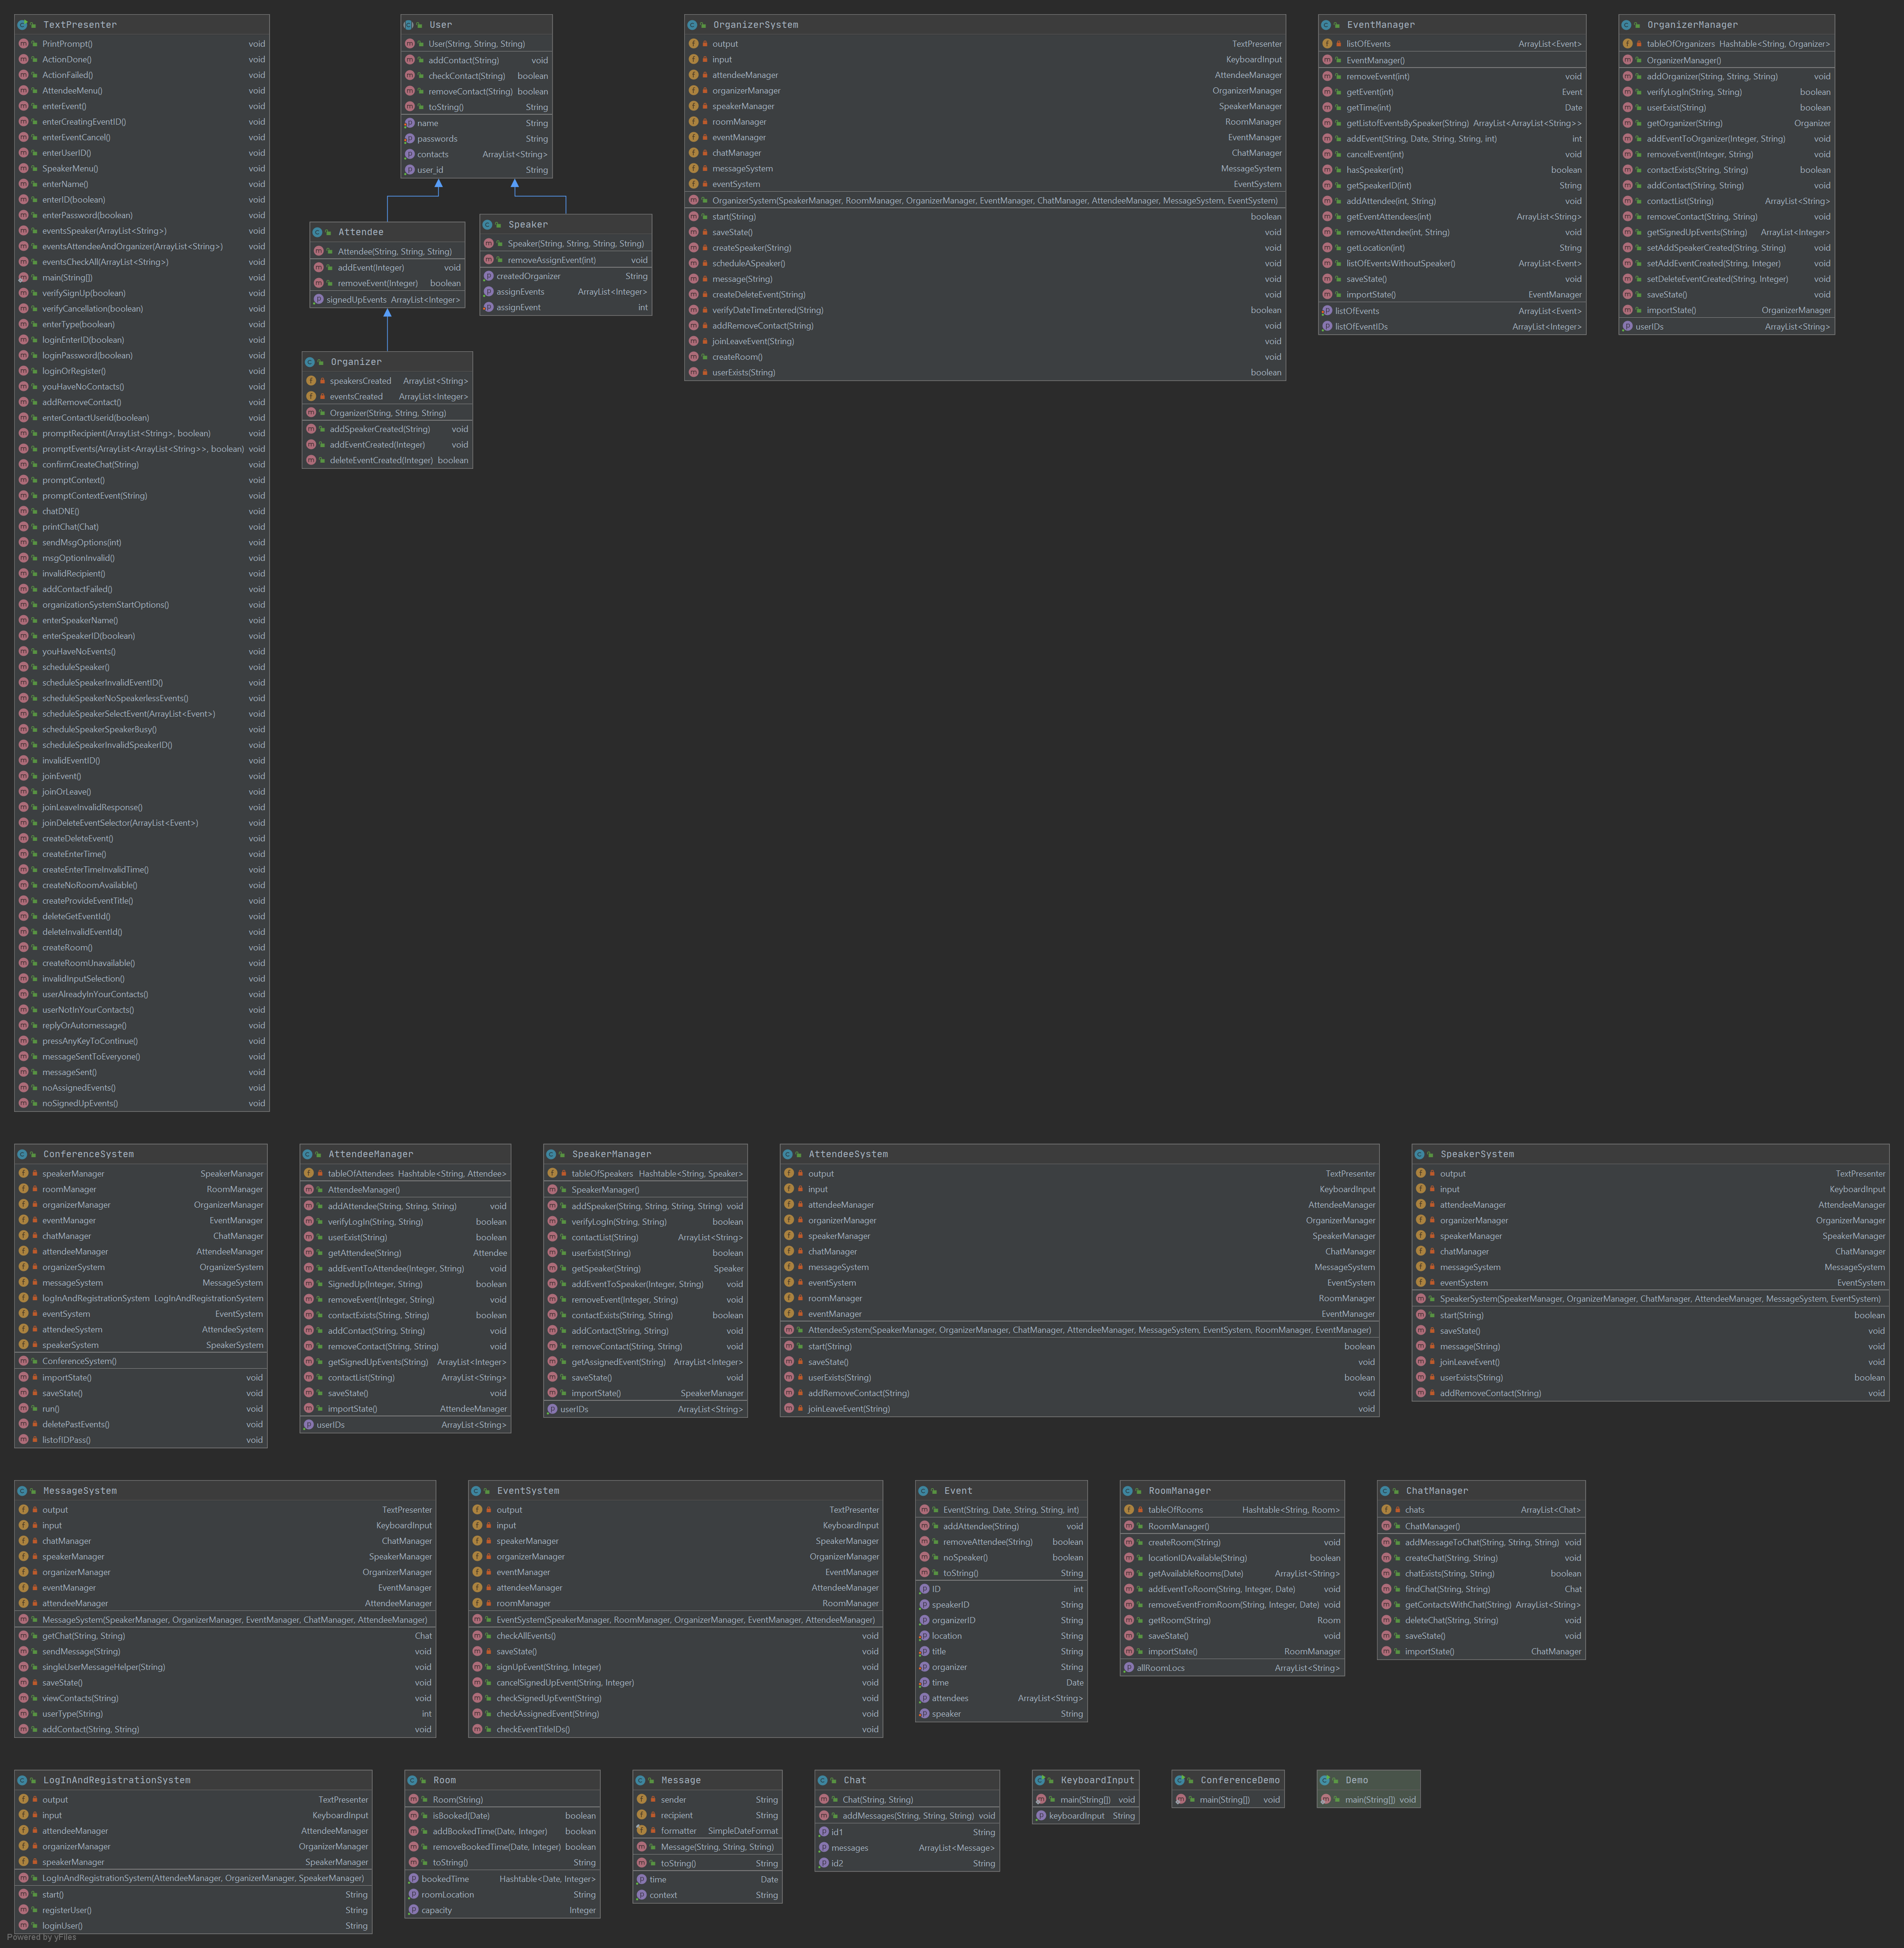 TextPresenter
PrintPrompt() void
ActionDone() void
ActionFailed() void
AttendeeMenu() void
enterEvent() void
enterCreatingEventID() void
enterEventCancel() void
enterUserID() void
SpeakerMenu() void
enterName() void
enterID(boolean) void
enterPassword(boolean) void
eventsSpeaker(ArrayList<String>) void
eventsAttendeeAndOrganizer(ArrayList<String>) void
eventsCheckAll(ArrayList<String>) void
main(String[]) void
verifySignUp(boolean) void
verifyCancellation(boolean) void
enterType(boolean) void
loginEnterID(boolean) void
loginPassword(boolean) void
loginOrRegister() void
youHaveNoContacts() void
addRemoveContact() void
enterContactUserid(boolean) void
promptRecipient(ArrayList<String>, boolean) void
promptEvents(ArrayList<ArrayList<String>>, boolean) void
confirmCreateChat(String) void
promptContext() void
promptContextEvent(String) void
chatDNE() void
printChat(Chat) void
sendMsgOptions(int) void
msgOptionInvalid() void
invalidRecipient() void
addContactFailed() void
organizationSystemStartOptions() void
enterSpeakerName() void
enterSpeakerID(boolean) void
youHaveNoEvents() void
scheduleSpeaker() void
scheduleSpeakerInvalidEventID() void
scheduleSpeakerNoSpeakerlessEvents() void
scheduleSpeakerSelectEvent(ArrayList<Event>) void
scheduleSpeakerSpeakerBusy() void
scheduleSpeakerInvalidSpeakerID() void
invalidEventID() void
joinEvent() void
joinOrLeave() void
joinLeaveInvalidResponse() void
joinDeleteEventSelector(ArrayList<Event>) void
createDeleteEvent() void
createEnterTime() void
createEnterTimeInvalidTime() void
createNoRoomAvailable() void
createProvideEventTitle() void
deleteGetEventId() void
deleteInvalidEventId() void
createRoom() void
createRoomUnavailable() void
invalidInputSelection() void
userAlreadyInYourContacts() void
userNotInYourContacts() void
replyOrAutomessage() void
pressAnyKeyToContinue() void
messageSentToEveryone() void
messageSent() void
noAssignedEvents() void
noSignedUpEvents() void
User
User(String, String, String)
addContact(String) void
checkContact(String) boolean
removeContact(String) boolean
toString() String
name String
passwords String
contacts ArrayList<String>
user_id String
Attendee
Attendee(String, String, String)
addEvent(Integer) void
removeEvent(Integer) boolean
signedUpEvents ArrayList<Integer>
Speaker
Speaker(String, String, String, String)
removeAssignEvent(int) void
createdOrganizer String
assignEvents ArrayList<Integer>
assignEvent int
Organizer
speakersCreated ArrayList<String>
eventsCreated ArrayList<Integer>
Organizer(String, String, String)
addSpeakerCreated(String) void
addEventCreated(Integer) void
deleteEventCreated(Integer) boolean
OrganizerSystem
output TextPresenter
input KeyboardInput
attendeeManager AttendeeManager
organizerManager OrganizerManager
speakerManager SpeakerManager
roomManager RoomManager
eventManager EventManager
chatManager ChatManager
messageSystem MessageSystem
eventSystem EventSystem
OrganizerSystem(SpeakerManager, RoomManager, OrganizerManager, EventManager, ChatManager, AttendeeManager, MessageSystem, EventSystem)
start(String) boolean
saveState() void
createSpeaker(String) void
scheduleASpeaker() void
message(String) void
createDeleteEvent(String) void
verifyDateTimeEntered(String) boolean
addRemoveContact(String) void
joinLeaveEvent(String) void
createRoom() void
userExists(String) boolean
EventManager
listOfEvents ArrayList<Event>
EventManager()
removeEvent(int) void
getEvent(int) Event
getTime(int) Date
getListofEventsBySpeaker(String) ArrayList<ArrayList<String>>
addEvent(String, Date, String, String, int) int
cancelEvent(int) void
hasSpeaker(int) boolean
getSpeakerID(int) String
addAttendee(int, String) void
getEventAttendees(int) ArrayList<String>
removeAttendee(int, String) void
getLocation(int) String
listOfEventsWithoutSpeaker() ArrayList<Event>
saveState() void
importState() EventManager
listOfEvents ArrayList<Event>
listOfEventIDs ArrayList<Integer>
OrganizerManager
tableOfOrganizers Hashtable<String, Organizer>
OrganizerManager()
addOrganizer(String, String, String) void
verifyLogIn(String, String) boolean
userExist(String) boolean
getOrganizer(String) Organizer
addEventToOrganizer(Integer, String) void
removeEvent(Integer, String) void
contactExists(String, String) boolean
addContact(String, String) void
contactList(String) ArrayList<String>
removeContact(String, String) void
getSignedUpEvents(String) ArrayList<Integer>
setAddSpeakerCreated(String, String) void
setAddEventCreated(String, Integer) void
setDeleteEventCreated(String, Integer) void
saveState() void
importState() OrganizerManager
userIDs ArrayList<String>
ConferenceSystem
speakerManager SpeakerManager
roomManager RoomManager
organizerManager OrganizerManager
eventManager EventManager
chatManager ChatManager
attendeeManager AttendeeManager
organizerSystem OrganizerSystem
messageSystem MessageSystem
logInAndRegistrationSystem LogInAndRegistrationSystem
eventSystem EventSystem
attendeeSystem AttendeeSystem
speakerSystem SpeakerSystem
ConferenceSystem()
importState() void
saveState() void
run() void
deletePastEvents() void
listofIDPass() void
AttendeeManager
tableOfAttendees Hashtable<String, Attendee>
AttendeeManager()
addAttendee(String, String, String) void
verifyLogIn(String, String) boolean
userExist(String) boolean
getAttendee(String) Attendee
addEventToAttendee(Integer, String) void
SignedUp(Integer, String) boolean
removeEvent(Integer, String) void
contactExists(String, String) boolean
addContact(String, String) void
removeContact(String, String) void
getSignedUpEvents(String) ArrayList<Integer>
contactList(String) ArrayList<String>
saveState() void
importState() AttendeeManager
userIDs ArrayList<String>
SpeakerManager
tableOfSpeakers Hashtable<String, Speaker>
SpeakerManager()
addSpeaker(String, String, String, String) void
verifyLogIn(String, String) boolean
contactList(String) ArrayList<String>
userExist(String) boolean
getSpeaker(String) Speaker
addEventToSpeaker(Integer, String) void
removeEvent(Integer, String) void
contactExists(String, String) boolean
addContact(String, String) void
removeContact(String, String) void
getAssignedEvent(String) ArrayList<Integer>
saveState() void
importState() SpeakerManager
userIDs ArrayList<String>
AttendeeSystem
output TextPresenter
input KeyboardInput
attendeeManager AttendeeManager
organizerManager OrganizerManager
speakerManager SpeakerManager
chatManager ChatManager
messageSystem MessageSystem
eventSystem EventSystem
roomManager RoomManager
eventManager EventManager
AttendeeSystem(SpeakerManager, OrganizerManager, ChatManager, AttendeeManager, MessageSystem, EventSystem, RoomManager, EventManager)
start(String) boolean
saveState() void
userExists(String) boolean
addRemoveContact(String) void
joinLeaveEvent(String) void
SpeakerSystem
output TextPresenter
input KeyboardInput
attendeeManager AttendeeManager
organizerManager OrganizerManager
speakerManager SpeakerManager
chatManager ChatManager
messageSystem MessageSystem
eventSystem EventSystem
SpeakerSystem(SpeakerManager, OrganizerManager, ChatManager, AttendeeManager, MessageSystem, EventSystem)
start(String) boolean
saveState() void
message(String) void
joinLeaveEvent() void
userExists(String) boolean
addRemoveContact(String) void
MessageSystem
output TextPresenter
input KeyboardInput
chatManager ChatManager
speakerManager SpeakerManager
organizerManager OrganizerManager
eventManager EventManager
attendeeManager AttendeeManager
MessageSystem(SpeakerManager, OrganizerManager, EventManager, ChatManager, AttendeeManager)
getChat(String, String) Chat
sendMessage(String) void
singleUserMessageHelper(String) void
saveState() void
viewContacts(String) void
userType(String) int
addContact(String, String) void
EventSystem
output TextPresenter
input KeyboardInput
speakerManager SpeakerManager
organizerManager OrganizerManager
eventManager EventManager
attendeeManager AttendeeManager
roomManager RoomManager
EventSystem(SpeakerManager, RoomManager, OrganizerManager, EventManager, AttendeeManager)
checkAllEvents() void
saveState() void
signUpEvent(String, Integer) void
cancelSignedUpEvent(String, Integer) void
checkSignedUpEvent(String) void
checkAssignedEvent(String) void
checkEventTitleIDs() void
Event
Event(String, Date, String, String, int)
addAttendee(String) void
removeAttendee(String) boolean
noSpeaker() boolean
toString() String
ID int
speakerID String
organizerID String
location String
title String
organizer String
time Date
attendees ArrayList<String>
speaker String
RoomManager
tableOfRooms Hashtable<String, Room>
RoomManager()
createRoom(String) void
locationIDAvailable(String) boolean
getAvailableRooms(Date) ArrayList<String>
addEventToRoom(String, Integer, Date) void
removeEventFromRoom(String, Integer, Date) void
getRoom(String) Room
saveState() void
importState() RoomManager
allRoomLocs ArrayList<String>
ChatManager
chats ArrayList<Chat>
ChatManager()
addMessageToChat(String, String, String) void
createChat(String, String) void
chatExists(String, String) boolean
findChat(String, String) Chat
getContactsWithChat(String) ArrayList<String>
deleteChat(String, String) void
saveState() void
importState() ChatManager
LogInAndRegistrationSystem
output TextPresenter
input KeyboardInput
attendeeManager AttendeeManager
organizerManager OrganizerManager
speakerManager SpeakerManager
LogInAndRegistrationSystem(AttendeeManager, OrganizerManager, SpeakerManager)
start() String
registerUser() String
loginUser() String
Room
Room(String)
isBooked(Date) boolean
addBookedTime(Date, Integer) boolean
removeBookedTime(Date, Integer) boolean
toString() String
bookedTime Hashtable<Date, Integer>
roomLocation String
capacity Integer
Message
sender String
recipient String
formatter SimpleDateFormat
Message(String, String, String)
toString() String
time Date
context String
Chat
Chat(String, String)
addMessages(String, String, String) void
id1 String
messages ArrayList<Message>
id2 String
KeyboardInput
main(String[]) void
keyboardInput String
ConferenceDemo
main(String[]) void
Demo
main(String[]) void
Powered by yFiles